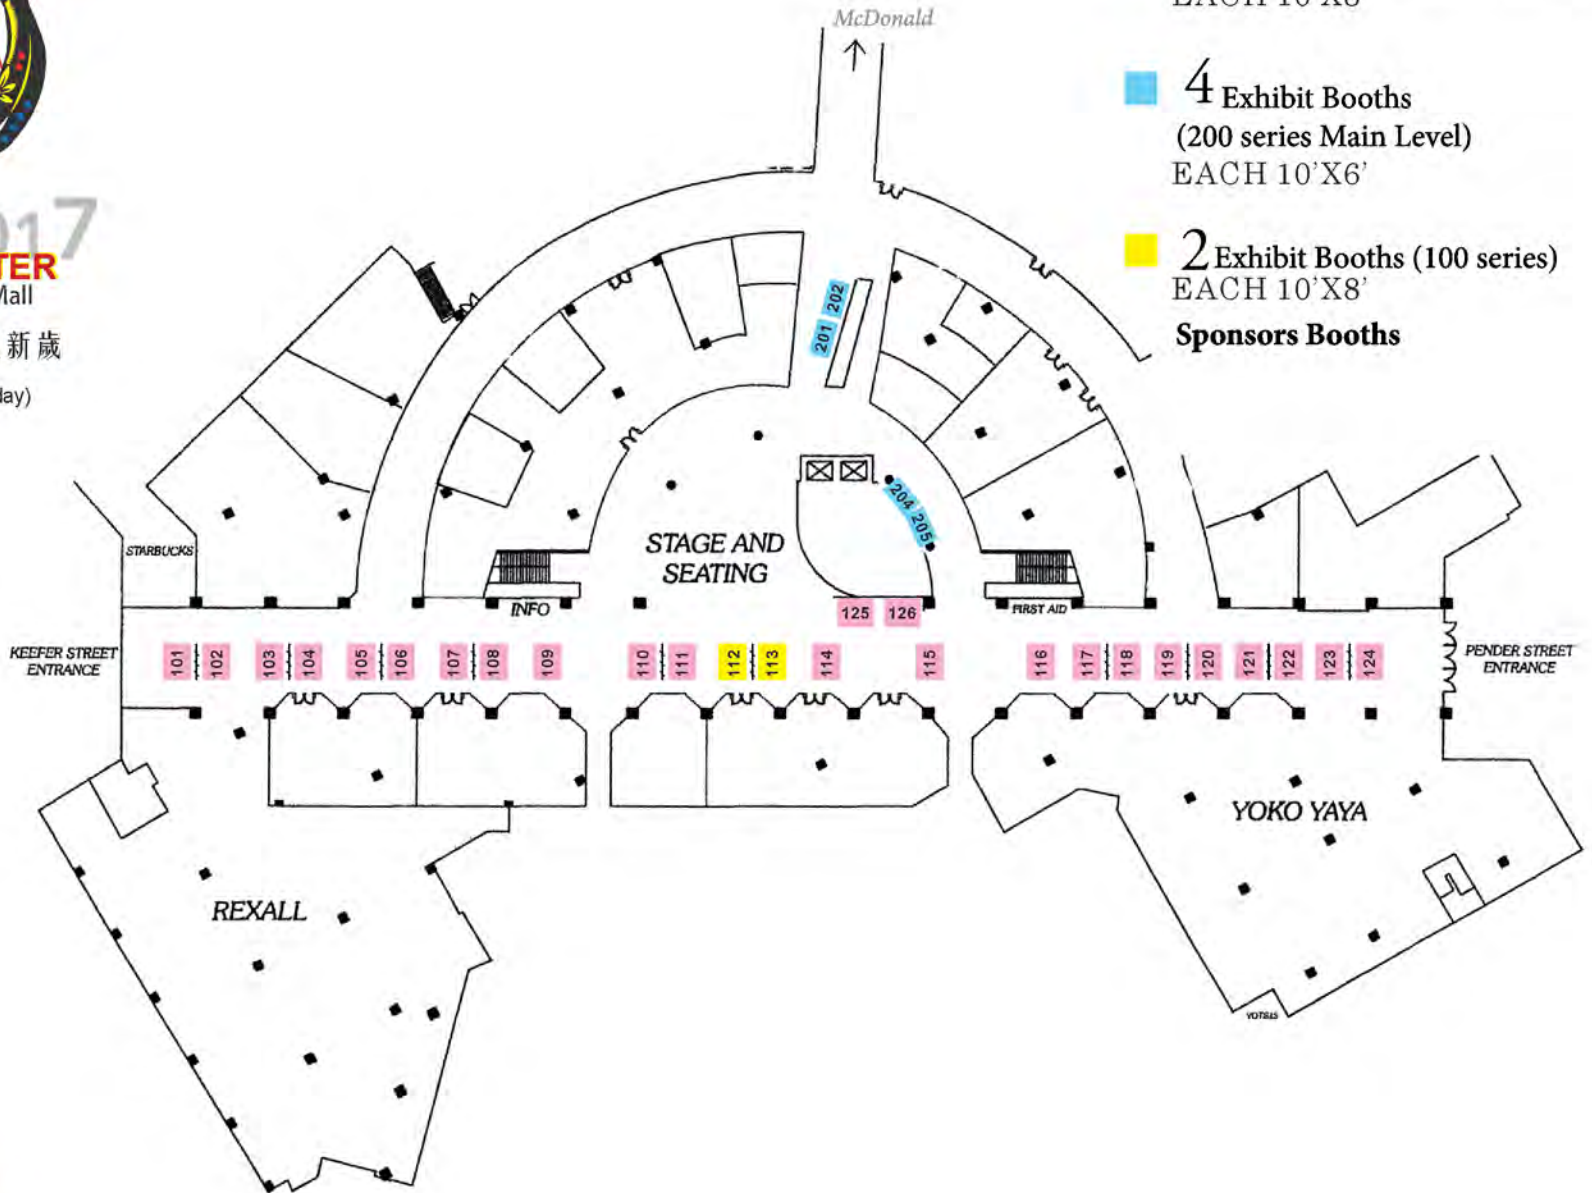 McDonald
4 Exhibit Booths
(200 series Main Level)
EACH 10'X6'
2 Exhibit Booths (100 series)
EACH 10'X8'
Sponsors Booths
2017
Mall
新歲
202
201
204
205
STARBUCKS
STAGE AND
SEATING
INFO
125 126
FIRST AID
KEEFER STREET
ENTRANCE
101 102 103 104 105 106 107 108 109 110 111 112 113 114 115 116 117 118 119 120 121 122 123 124
PENDER STREET
ENTRANCE
YOKO YAYA
REXALL